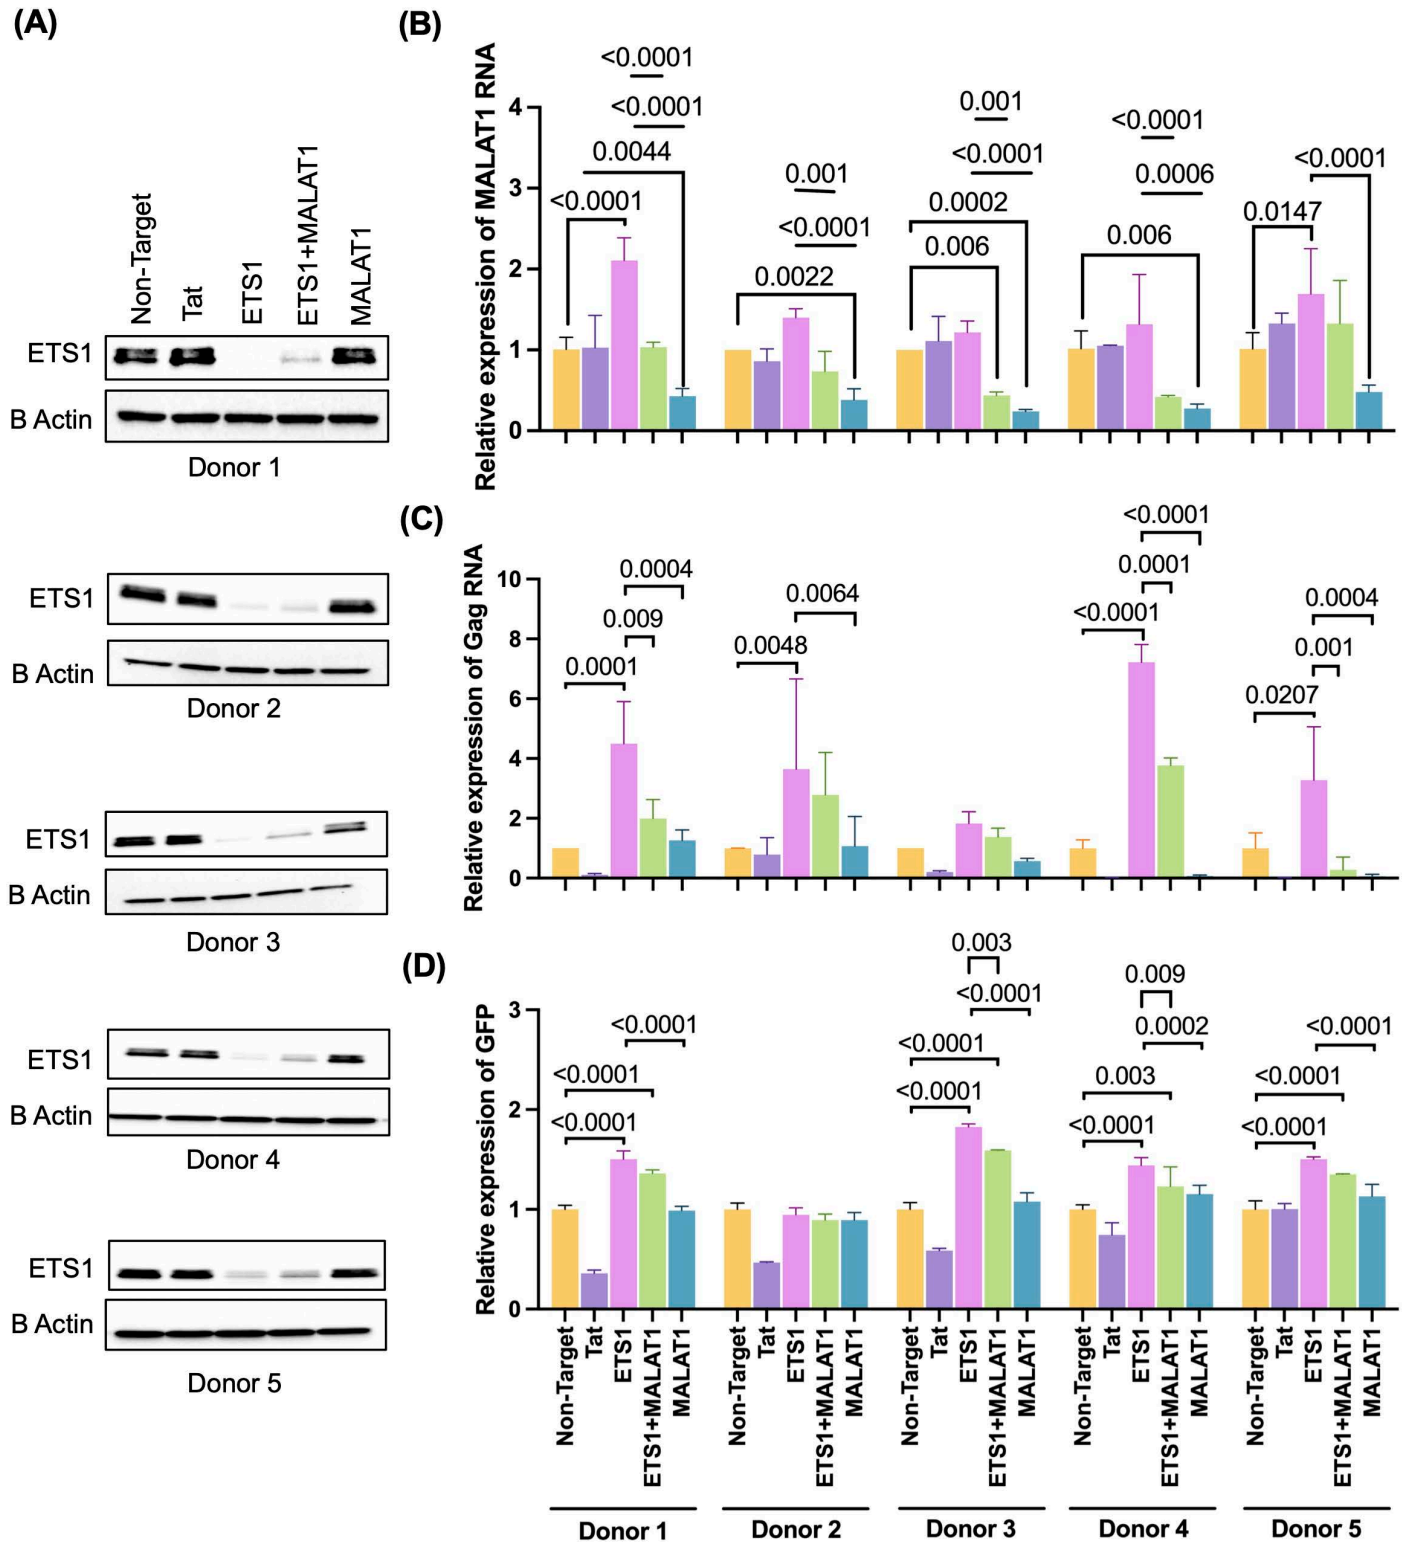 (A)
Non-Target
Tat
ETS1
ETS1+MALAT1
MALAT1
ETS1
B Actin
Donor 1
ETS1
B Actin
Donor 2
ETS1
B Actin
Donor 3
ETS1
B Actin
Donor 4
ETS1
B Actin
Donor 5
(B)
Relative expression of MALAT1 RNA
4
3
2
1
0
<0.0001
<0.0001
0.0044
<0.0001
0.001
<0.0001
0.0022
0.001
<0.0001
0.0002
0.006
<0.0001
0.0006
0.006
<0.0001
0.0147
(C)
Relative expression of Gag RNA
10
8
6
4
2
0
0.0004
0.009
0.0001
0.0064
0.0048
<0.0001
0.0001
<0.0001
0.0004
0.001
0.0207
(D)
Relative expression of GFP
3
2
1
0
<0.0001
<0.0001
<0.0001
0.003
<0.0001
<0.0001
<0.0001
0.009
0.0002
0.003
<0.0001
<0.0001
<0.0001
<0.0001
Non-Target
Tat
ETS1
ETS1+MALAT1
MALAT1
Non-Target
Tat
ETS1
ETS1+MALAT1
MALAT1
Non-Target
Tat
ETS1
ETS1+MALAT1
MALAT1
Non-Target
Tat
ETS1
ETS1+MALAT1
MALAT1
Non-Target
Tat
ETS1
ETS1+MALAT1
MALAT1
Donor 1
Donor 2
Donor 3
Donor 4
Donor 5